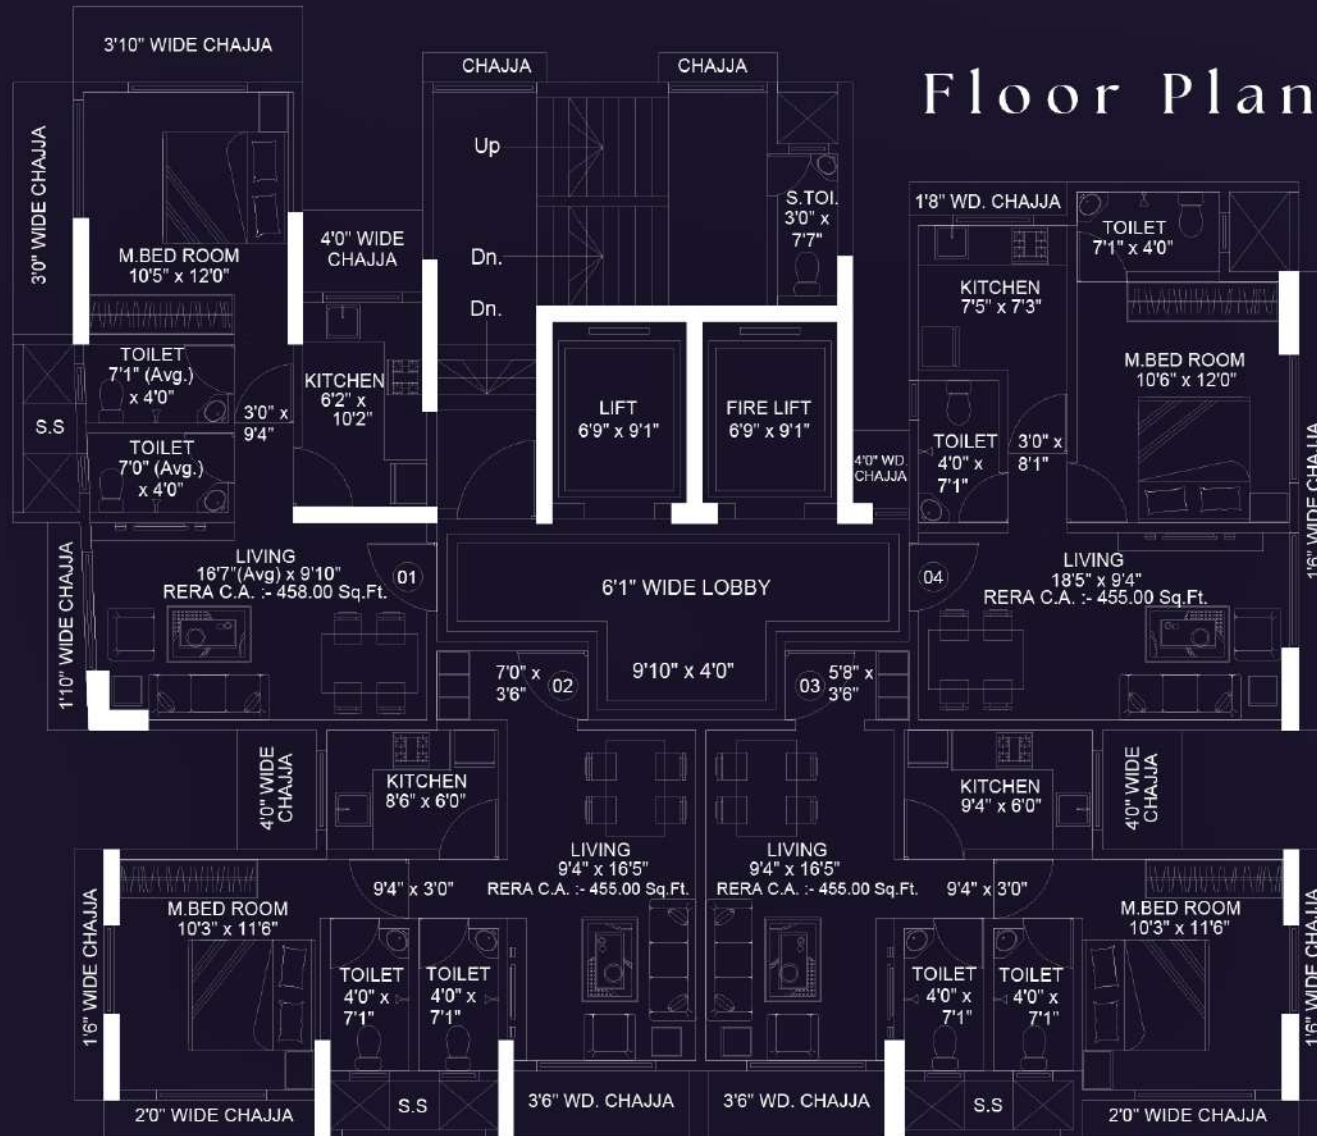 Floor Plan
3'10" WIDE CHAJJA
3'0" WIDE CHAJJA
M.BED ROOM
10'5" x 12'0"
4'0" WIDE
CHAJJA
TOILET
7'1" (Avg.)
x 4'0"
S.S
TOILET
7'0" (Avg.)
x 4'0"
3'0" x
9'4"
KITCHEN
6'2" x
10'2"
LIVING
16'7"(Avg) x 9'10"
RERA C.A. :- 458.00 Sq.Ft.
01
1'10" WIDE CHAJJA
CHAJJA
CHAJJA
Up
Dn.
Dn.
S.TOI.
3'0" x
7'7"
LIFT
6'9" x 9'1"
FIRE LIFT
6'9" x 9'1"
4'0" WD.
CHAJJA
6'1" WIDE LOBBY
9'10" x 4'0"
1'8" WD. CHAJJA
TOILET
7'1" x 4'0"
KITCHEN
7'5" x 7'3"
M.BED ROOM
10'6" x 12'0"
TOILET
4'0" x
7'1"
3'0" x
8'1"
04
LIVING
18'5" x 9'4"
RERA C.A. :- 455.00 Sq.Ft.
1'6" WIDE CHAJJA
7'0" x
3'6"
02
03
5'8" x
3'6"
4'0" WIDE
CHAJJA
KITCHEN
8'6" x 6'0"
LIVING
9'4" x 16'5"
RERA C.A. :- 455.00 Sq.Ft.
9'4" x 3'0"
M.BED ROOM
10'3" x 11'6"
1'6" WIDE CHAJJA
TOILET
4'0" x
7'1"
TOILET
4'0" x
7'1"
2'0" WIDE CHAJJA
S.S
3'6" WD. CHAJJA
KITCHEN
9'4" x 6'0"
4'0" WIDE
CHAJJA
LIVING
9'4" x 16'5"
RERA C.A. :- 455.00 Sq.Ft.
9'4" x 3'0"
M.BED ROOM
10'3" x 11'6"
1'6" WIDE CHAJJA
TOILET
4'0" x
7'1"
TOILET
4'0" x
7'1"
3'6" WD. CHAJJA
S.S
2'0" WIDE CHAJJA